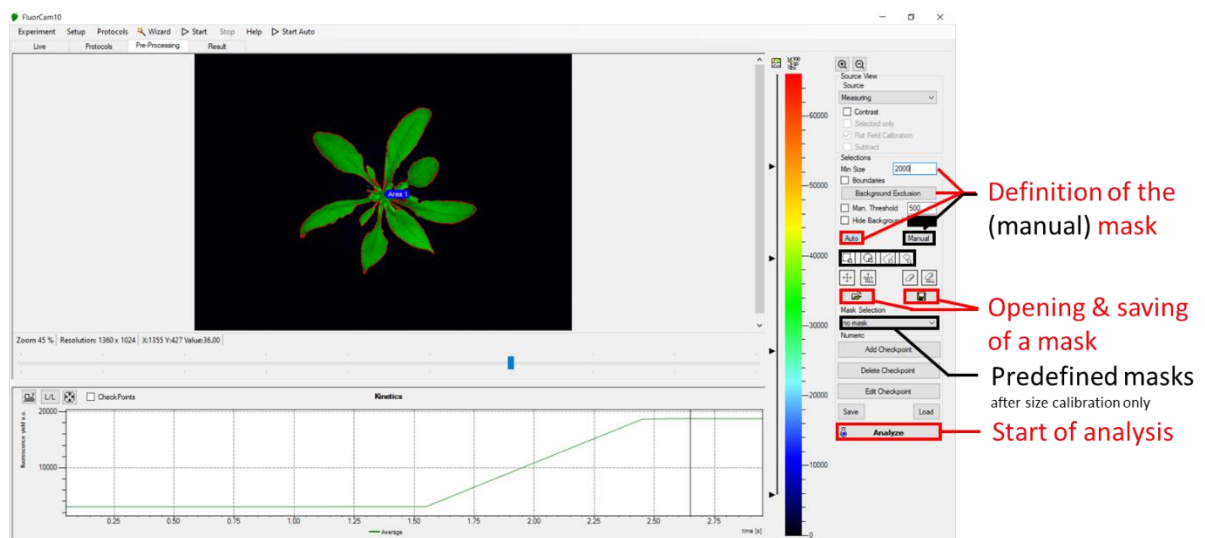 FluorCam10
Experiment Setup Protocols Wizard Start Stop Help Start Auto
Live Protocols Pre-Processing Result
Area 1
Zoom 45 % Resolution: 1360 x 1024 X:1355 Y:427 Value:36.00
60000
50000
40000
30000
20000
10000
0
Source View
Source
Measuring
Contrast
Selected only
Flat Field Calibration
Subtract
Selections
Min Size 2000
Boundaries
Background Exclusion
Man. Threshold 500
Hide Background
Auto Manual
Mask Selection
no mask
Numeric
Add Checkpoint
Delete Checkpoint
Edit Checkpoint
Save Load
Analyze
Definition of the
(manual) mask
Opening & saving
of a mask
Predefined masks
after size calibration only
Start of analysis
L/L CheckPoints Kinetics
fluorescence yield a.u.
20000
10000
0.25 0.50 0.75 1.00 1.25 1.50 1.75 2.00 2.25 2.50 2.75
Average
time [s]